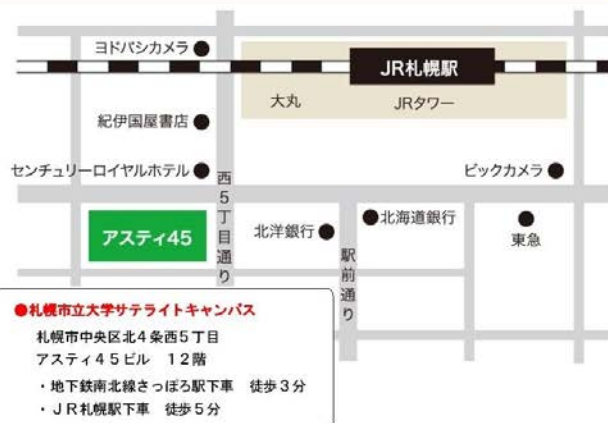 ヨドバシカメラ
JR札幌駅
大丸
JRタワー
紀伊国屋書店
センチュリーロイヤルホテル
ビックカメラ
西5丁目通り
アスティ45
北洋銀行
北海道銀行
東急
駅前通り
●札幌市立大学サテライトキャンパス
札幌市中央区北4条西5丁目
アスティ45ビル 12階
・地下鉄南北線さっぽろ駅下車 徒歩3分
・JR札幌駅下車 徒歩5分